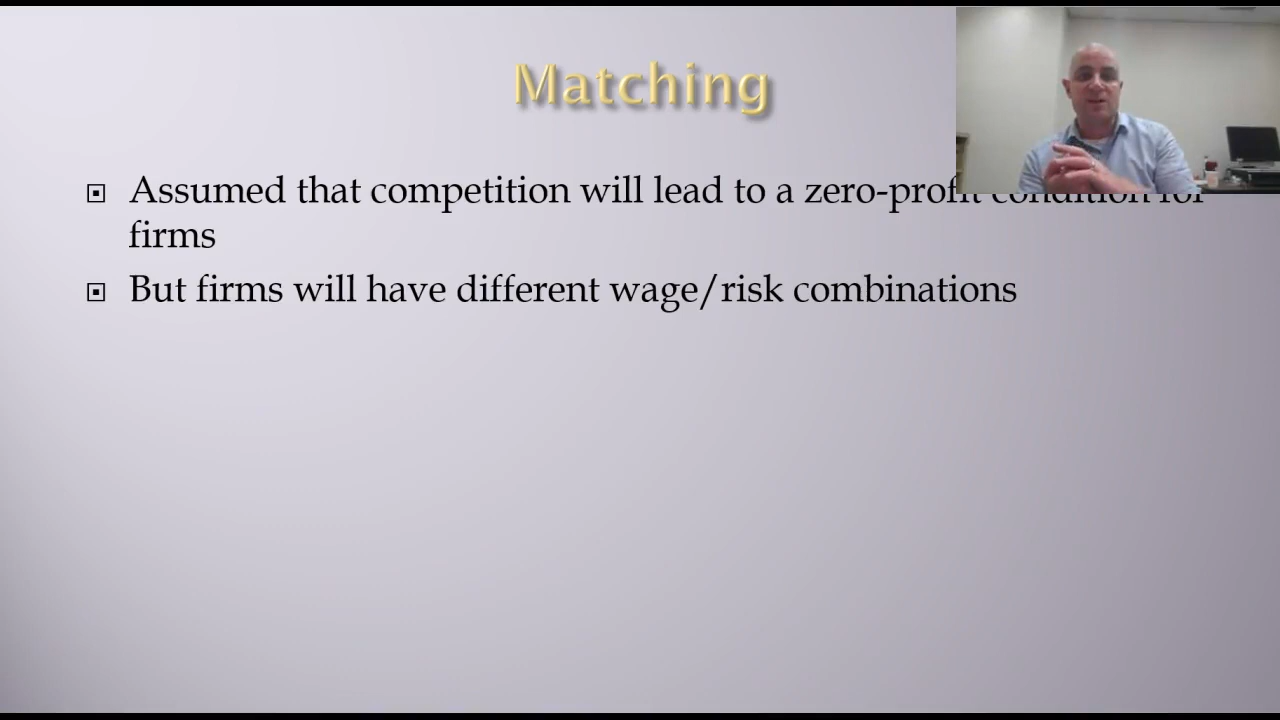 Matching
Assumed that competition will lead to a zero-profit condition for
firms
But firms will have different wage/risk combinations